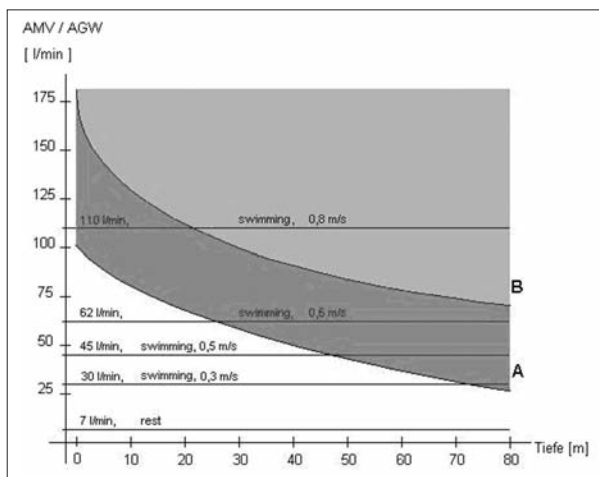 AMV / AGW
[ l/min ]
175
150
125
110 l/min, swimming, 0,8 m/s
100
B
75
62 l/min, swimming, 0,6 m/s
50
45 l/min, swimming, 0,5 m/s
A
30 l/min, swimming, 0,3 m/s
25
7 l/min, rest
Tiefe [m]
0 10 20 30 40 50 60 70 80